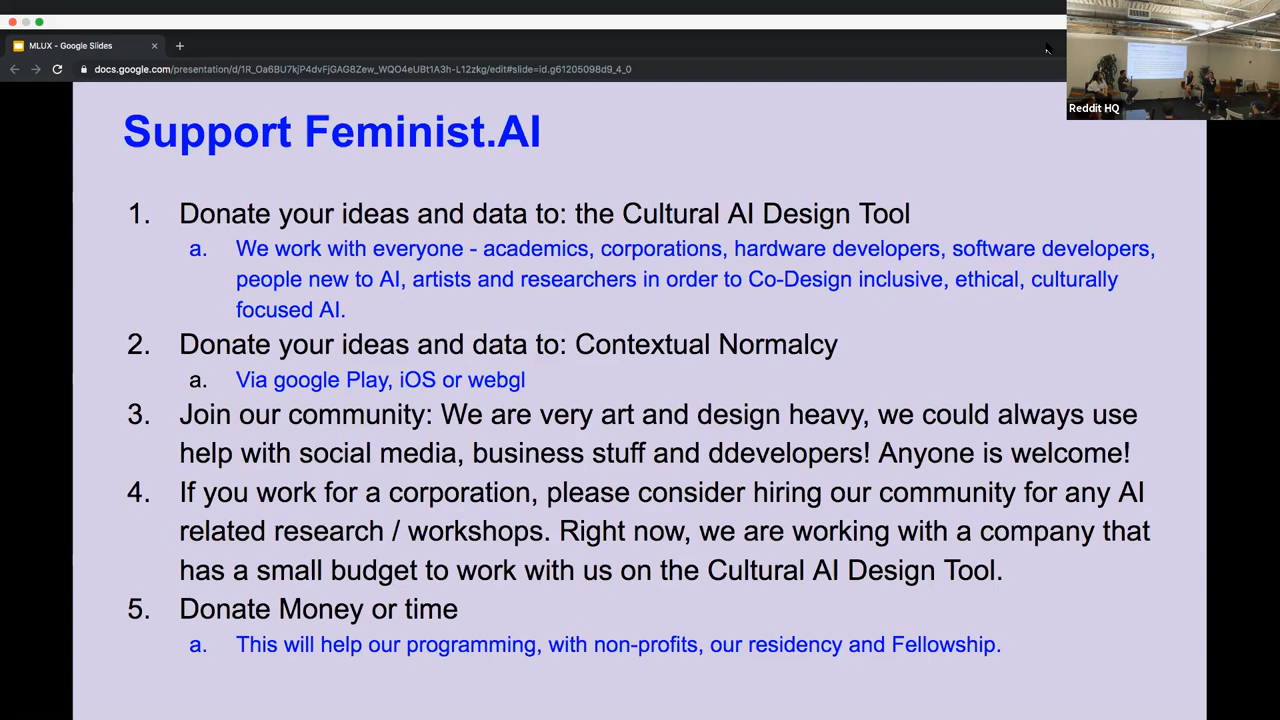 MLUX - Google Slides
docs.google.com/presentation/d/1R_Oa6BU7kjP4dvFjGAG8Zew_WQO4eUBt1A3h-L12zkg/edit#slide=id.g61205098d9_4_0
Reddit HQ
Support Feminist.AI
1. Donate your ideas and data to: the Cultural AI Design Tool
a. We work with everyone - academics, corporations, hardware developers, software developers,
people new to AI, artists and researchers in order to Co-Design inclusive, ethical, culturally
focused AI.
2. Donate your ideas and data to: Contextual Normalcy
a. Via google Play, iOS or webgl
3. Join our community: We are very art and design heavy, we could always use
help with social media, business stuff and ddevelopers! Anyone is welcome!
4. If you work for a corporation, please consider hiring our community for any AI
related research / workshops. Right now, we are working with a company that
has a small budget to work with us on the Cultural AI Design Tool.
5. Donate Money or time
a. This will help our programming, with non-profits, our residency and Fellowship.